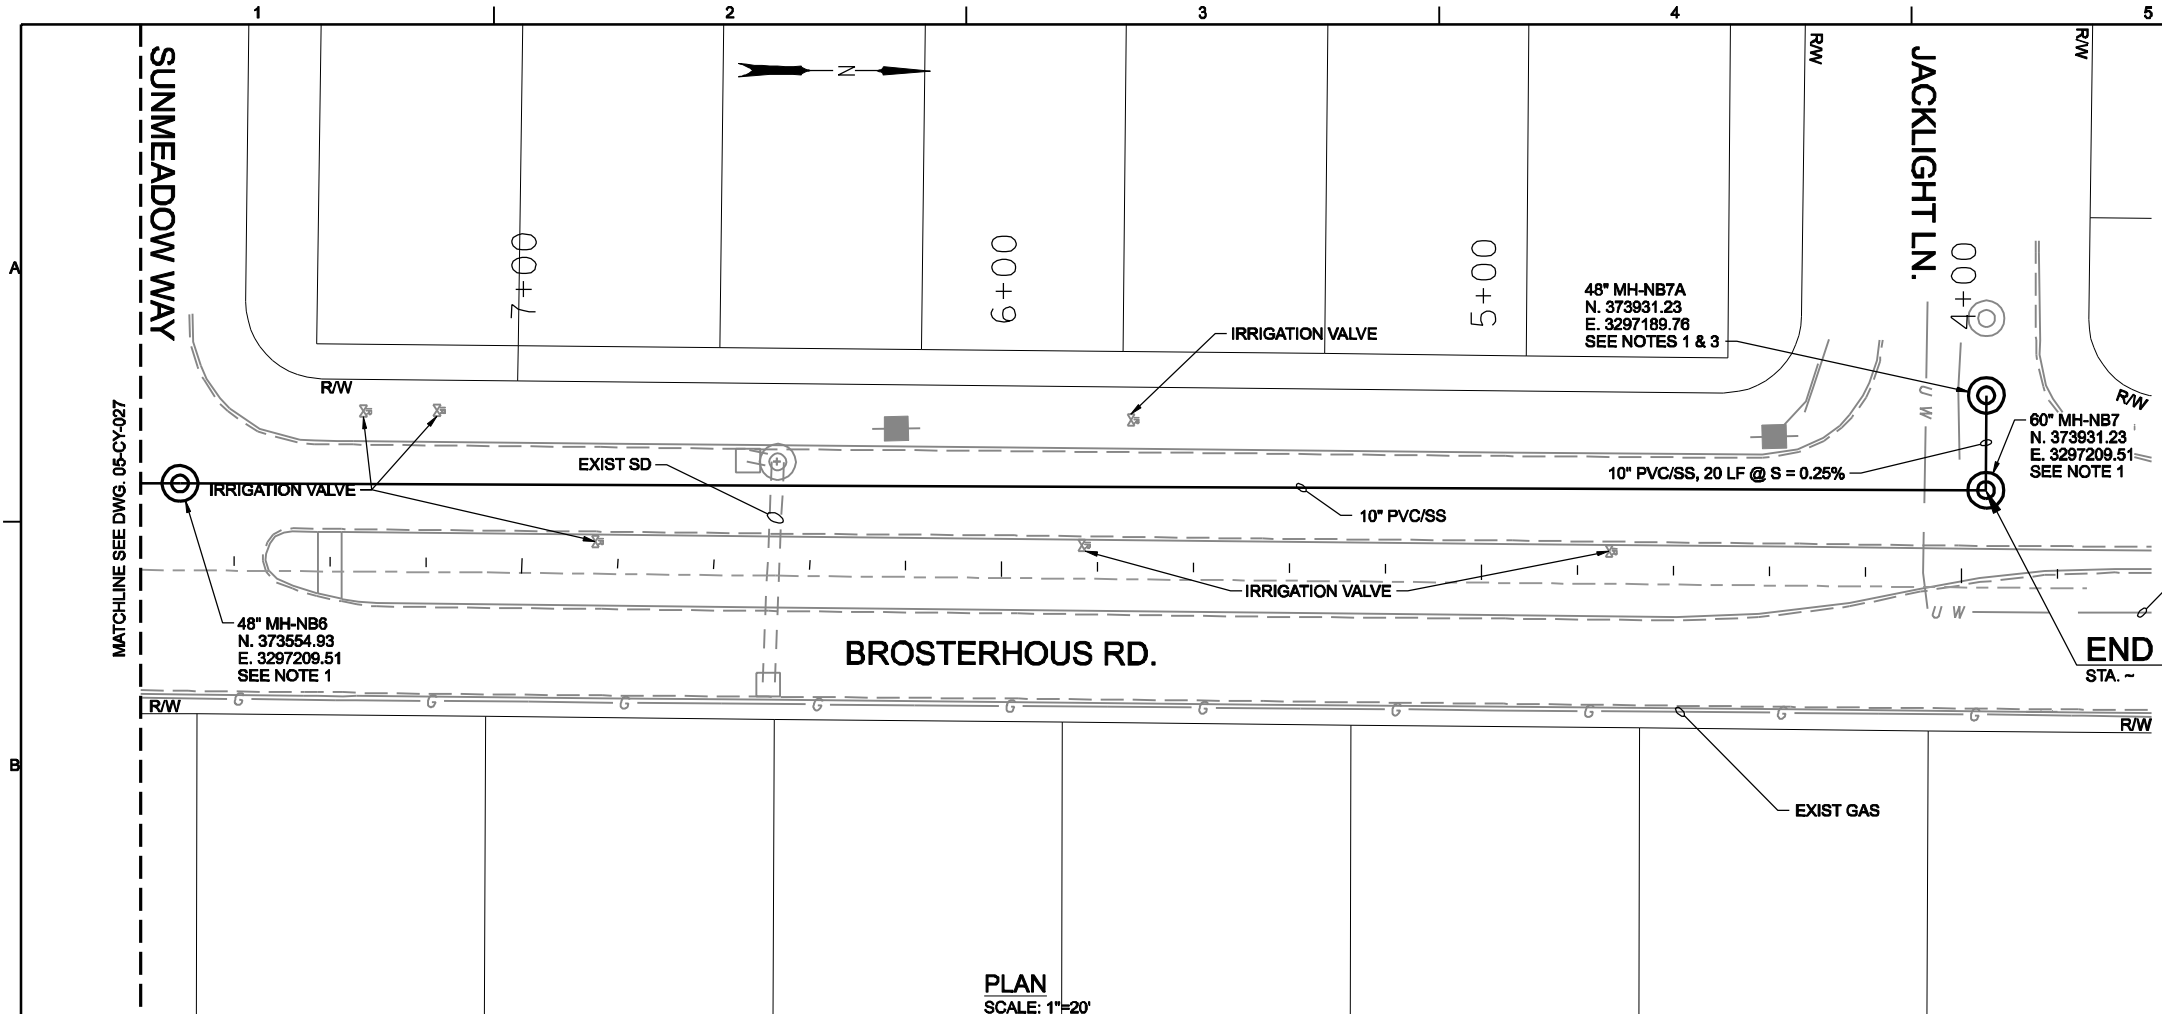 1
2
3
4
5
A
B
SUNMEADOW WAY
N
R/W
R/W
JACKLIGHT LN.
7+00
6+00
5+00
4+00
48" MH-NB7A
N. 373931.23
E. 3297189.76
SEE NOTES 1 & 3
IRRIGATION VALVE
R/W
R/W
U W
60" MH-NB7
N. 373931.23
E. 3297209.51
SEE NOTE 1
MATCHLINE SEE DWG. 05-CY-027
EXIST SD
10" PVC/SS, 20 LF @ S = 0.25%
IRRIGATION VALVE
10" PVC/SS
IRRIGATION VALVE
U W
48" MH-NB6
N. 373554.93
E. 3297209.51
SEE NOTE 1
BROSTERHOUS RD.
END
STA. ~
R/W
G G G G G G G G G G
R/W
EXIST GAS
PLAN
SCALE: 1"=20'